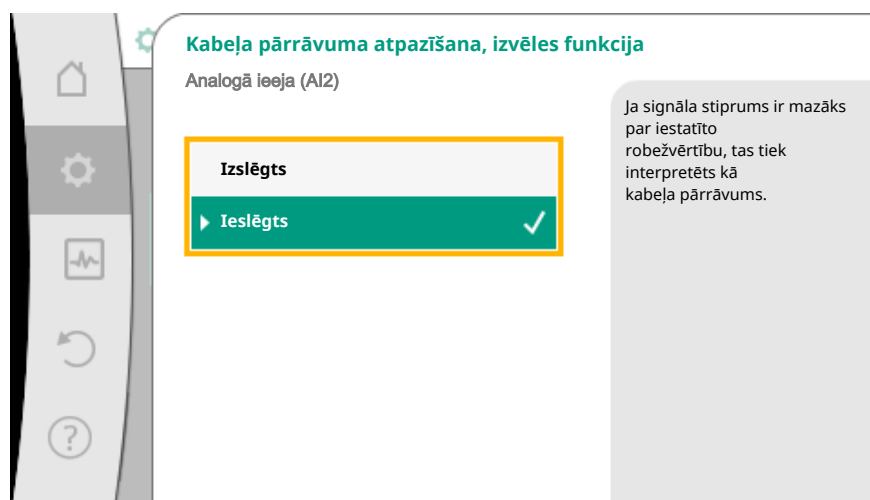 Kabeļa pārrāvuma atpazīšana, izvēles funkcija
Analogā ieeja (AI2)
Izslēgts
Ieslēgts
Ja signāla stiprums ir mazāks
par iestatīto
robežvērtību, tas tiek
interpretēts kā
kabeļa pārrāvums.